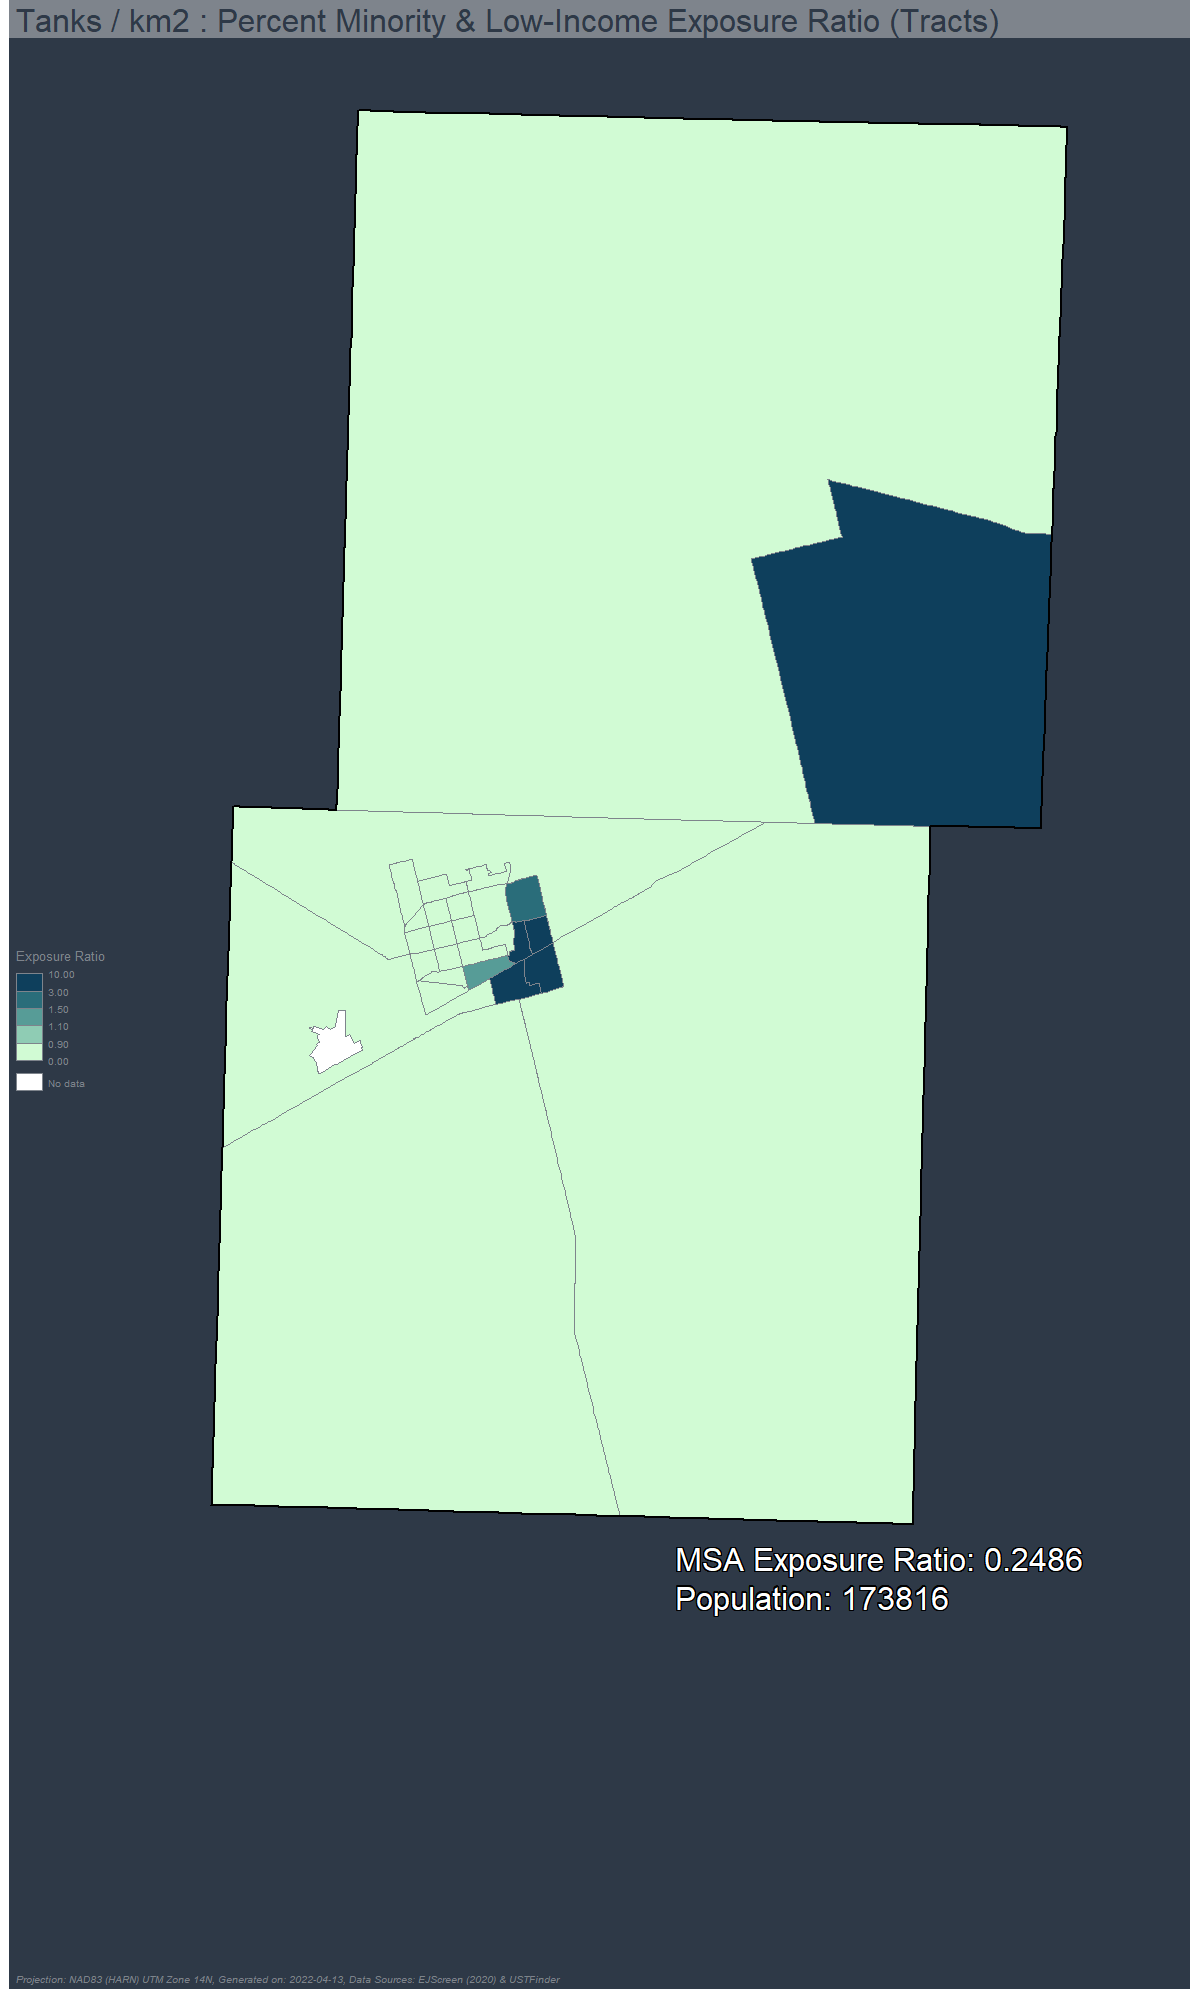 Tanks / km2 : Percent Minority & Low-Income Exposure Ratio (Tracts)
Exposure Ratio
10.00
3.00
1.50
1.10
0.90
0.00
No data
MSA Exposure Ratio: 0.2486
Population: 173816
Projection: NAD83 (HARN) UTM Zone 14N, Generated on: 2022-04-13, Data Sources: EJScreen (2020) & USTFinder